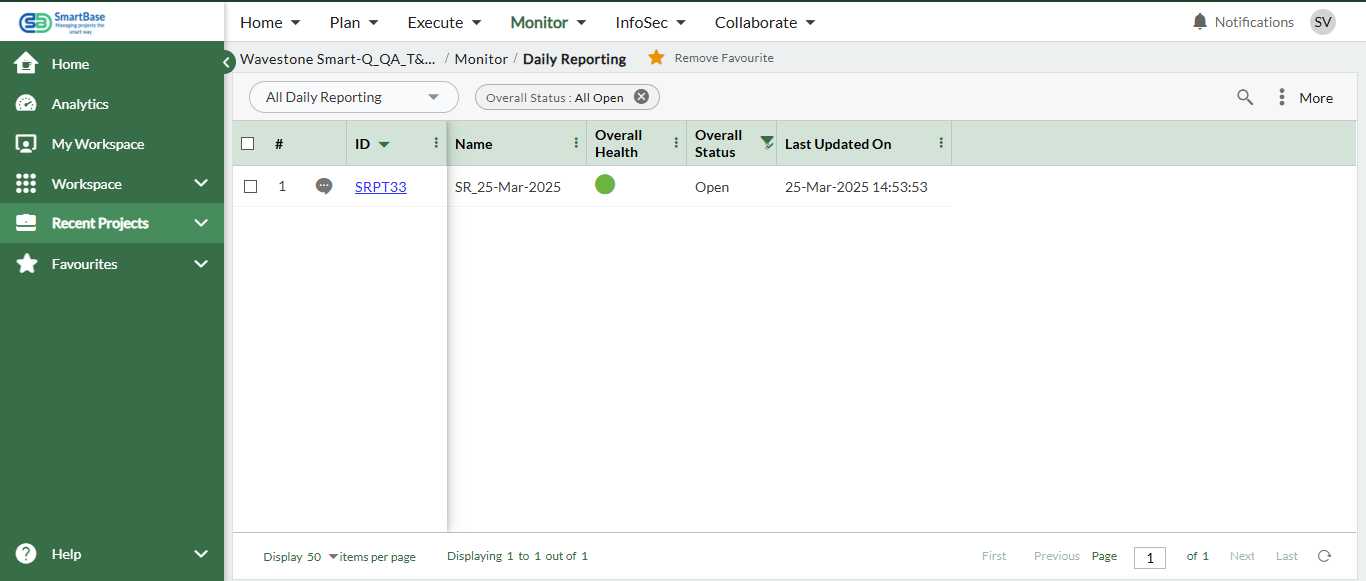 SmartBase
Managing projects the
smart way
Home Plan Execute Monitor InfoSec Collaborate Notifications SV
Home
Analytics
My Workspace
Workspace
Recent Projects
Favourites
Help
Wavestone Smart-Q_QA_T&... / Monitor / Daily Reporting Remove Favourite
All Daily Reporting Overall Status : All Open More
# ID Name Overall Health Overall Status Last Updated On
1 SRPT33 SR_25-Mar-2025 Open 25-Mar-2025 14:53:53
Display 50 items per page Displaying 1 to 1 out of 1 First Previous Page 1 of 1 Next Last